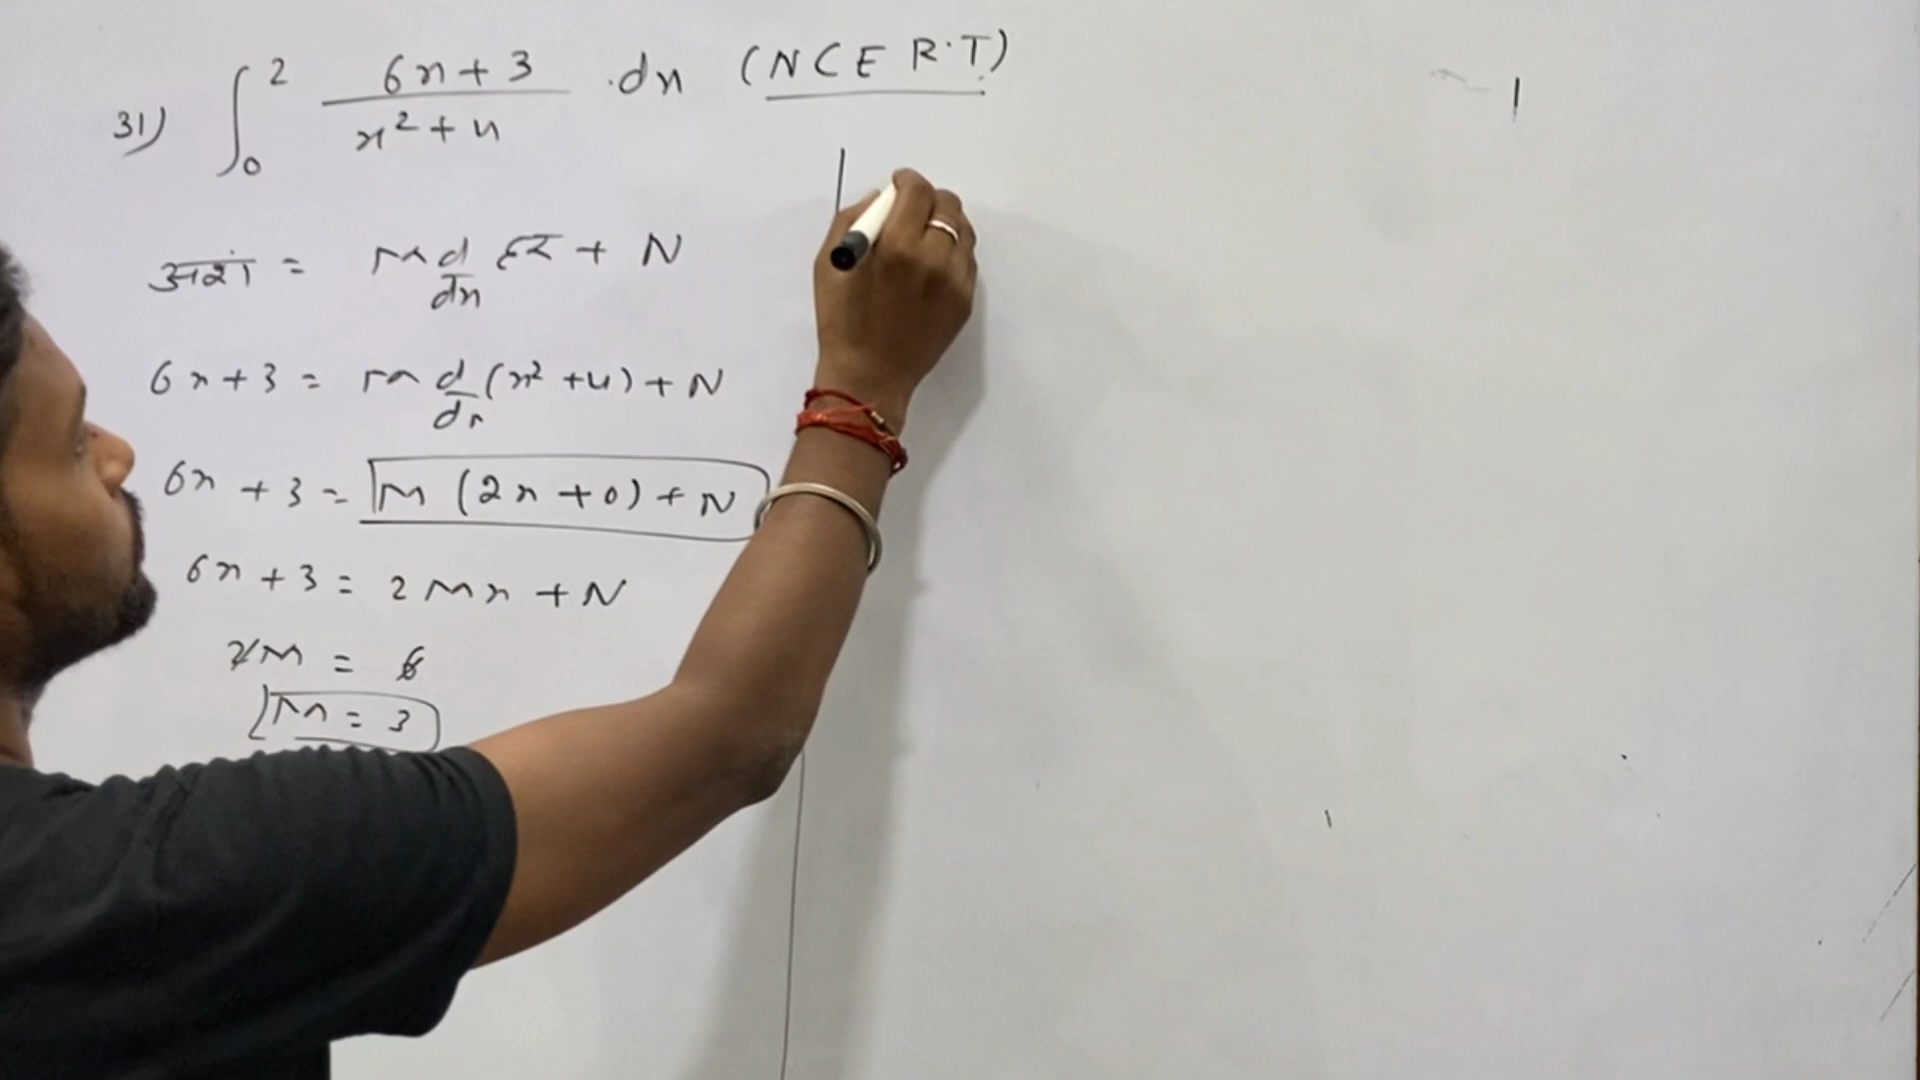 31) ∫₀² (6x+3)/(x²+4) .dx (NCERT)
अंश = M d/dx हर + N
6x+3 = M d/dx (x²+4)+N
6x+3 = M (2x+0)+N
6x+3 = 2Mx+N
2M = 6
M = 3